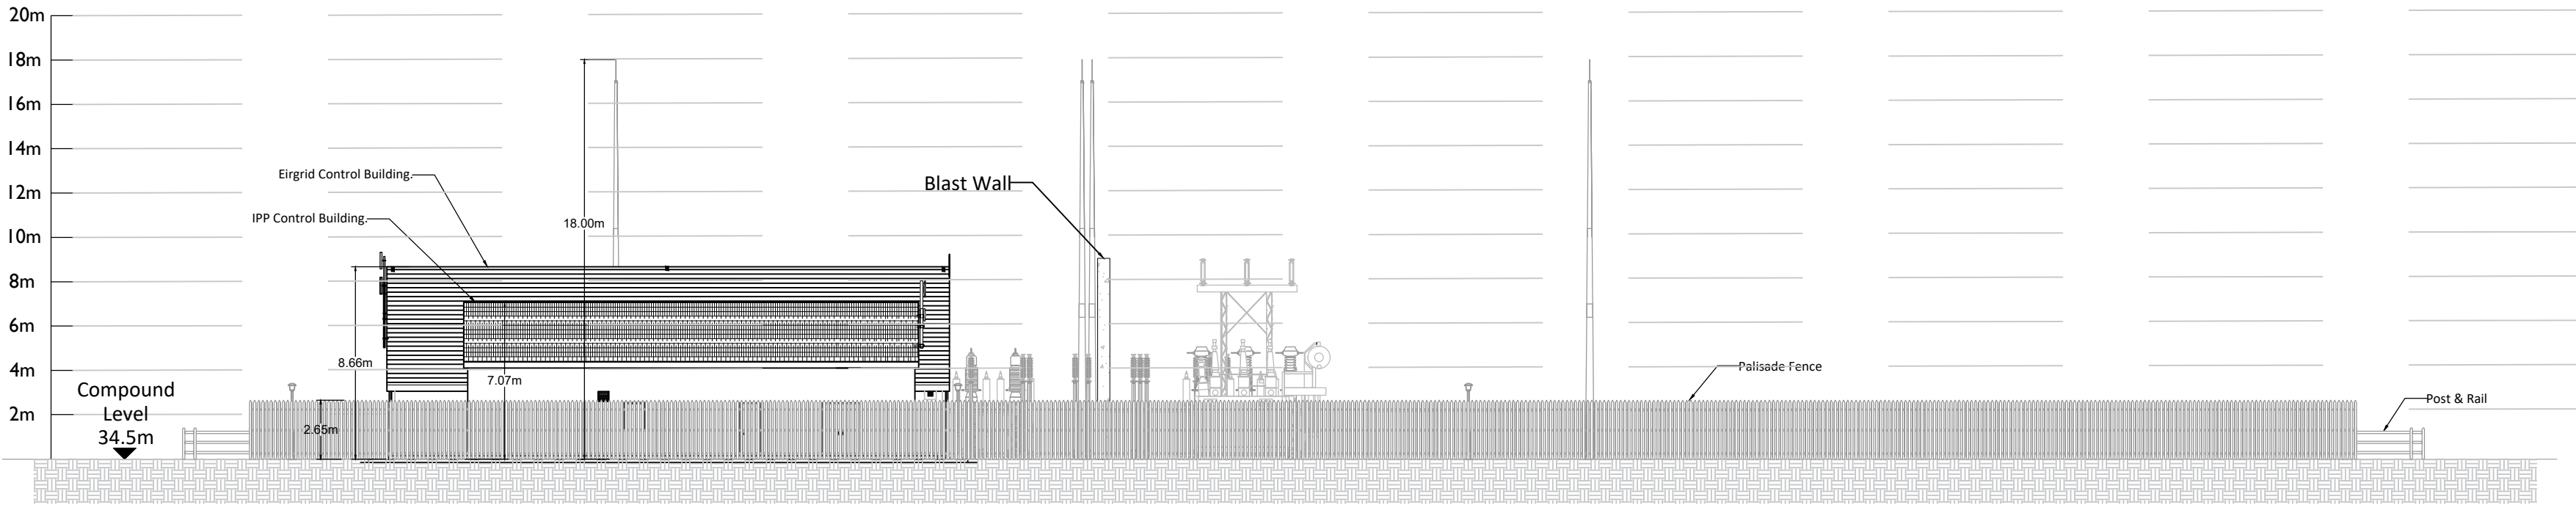 20m
18m
16m
14m
12m
10m
8m
6m
4m
2m
Compound
Level
34.5m
Eirgrid Control Building.
IPP Control Building.
18.00m
8.66m
7.07m
2.65m
Blast Wall
Palisade Fence
Post & Rail